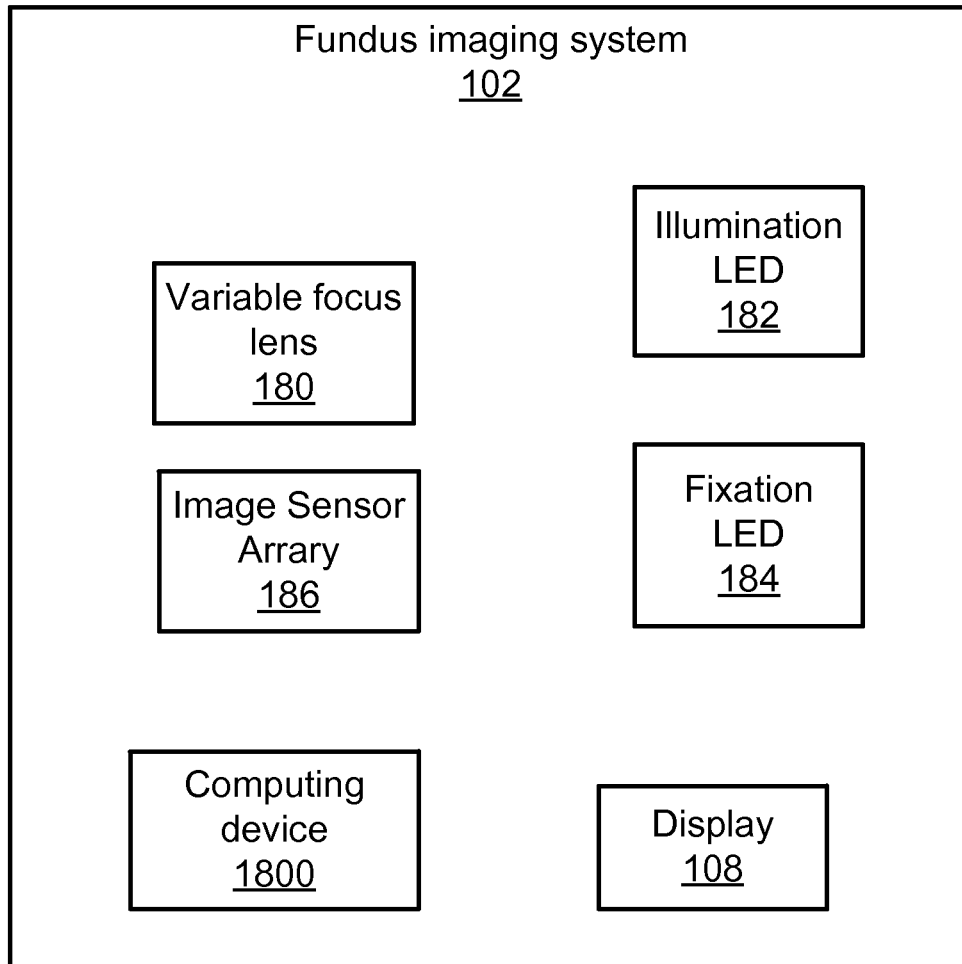 Fundus imaging system
102
Illumination
LED
182
Variable focus
lens
180
Image Sensor
Arrary
186
Fixation
LED
184
Computing
device
1800
Display
108